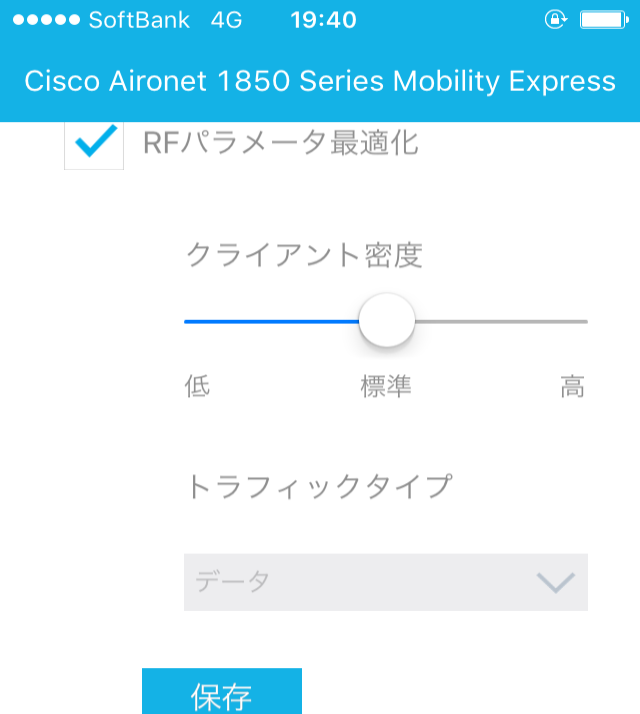 SoftBank 4G 19:40
Cisco Aironet 1850 Series Mobility Express
RFパラメータ最適化
クライアント密度
低 標準 高
トラフィックタイプ
データ
保存